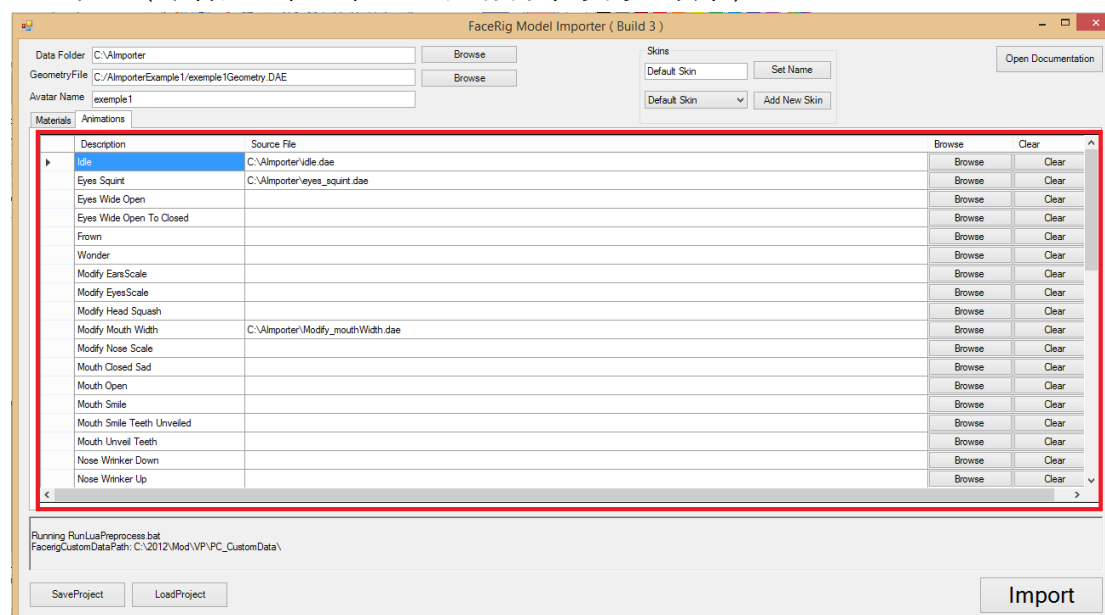 FaceRig Model Importer ( Build 3 )
Data Folder C:\AImporter Browse
GeometryFile C:/AImporterExample1/exemple1Geometry.DAE Browse
Avatar Name exemple1
Skins
Default Skin Set Name
Default Skin Add New Skin
Open Documentation
Materials Animations
Description Source File Browse Clear
Idle C:\AImporter\idle.dae Browse Clear
Eyes Squint C:\AImporter\eyes_squint.dae Browse Clear
Eyes Wide Open Browse Clear
Eyes Wide Open To Closed Browse Clear
Frown Browse Clear
Wonder Browse Clear
Modify EarsScale Browse Clear
Modify EyesScale Browse Clear
Modify Head Squash Browse Clear
Modify Mouth Width C:\AImporter\Modify_mouthWidth.dae Browse Clear
Modify Nose Scale Browse Clear
Mouth Closed Sad Browse Clear
Mouth Open Browse Clear
Mouth Smile Browse Clear
Mouth Smile Teeth Unveiled Browse Clear
Mouth Unveil Teeth Browse Clear
Nose Wrinker Down Browse Clear
Nose Wrinker Up Browse Clear
Running RunLuaPreprocess.bat
FacerigCustomDataPath: C:\2012\Mod\VP\PC_CustomData\
SaveProject LoadProject Import